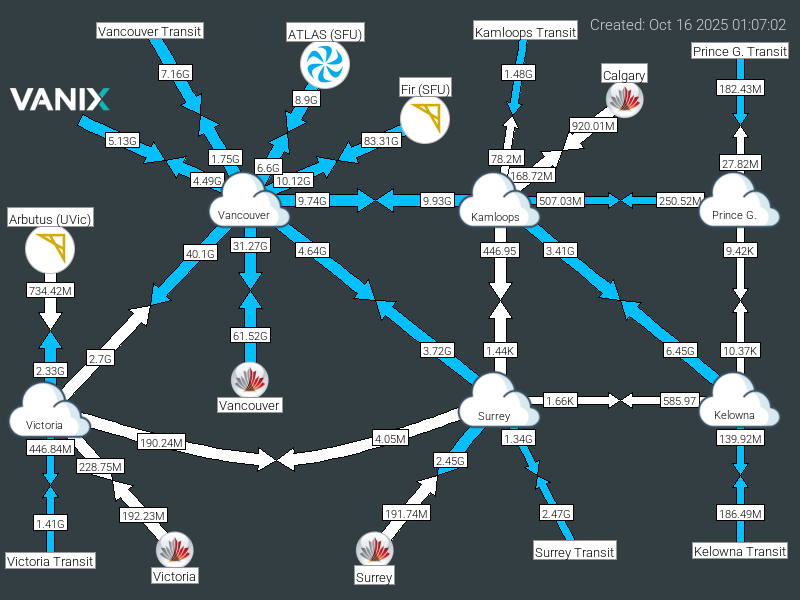 Created: Oct 16 2025 01:07:02
Vancouver Transit
ATLAS (SFU)
Kamloops Transit
Prince G. Transit
7.16G
1.48G
Calgary
182.43M
Fir (SFU)
VANIX
8.9G
920.01M
5.13G
83.31G
1.75G
78.2M
27.82M
6.6G
4.49G
10.12G
168.72M
9.74G
9.93G
507.03M
250.52M
Arbutus (UVic)
Vancouver
Kamloops
Prince G.
40.1G
31.27G
4.64G
446.95
3.41G
9.42K
734.42M
61.52G
2.7G
3.72G
1.44K
6.45G
10.37K
2.33G
Vancouver
1.66K
585.97
Victoria
Surrey
Kelowna
190.24M
4.05M
446.84M
1.34G
139.92M
228.75M
2.45G
1.41G
192.23M
191.74M
2.47G
186.49M
Victoria Transit
Victoria
Surrey
Surrey Transit
Kelowna Transit